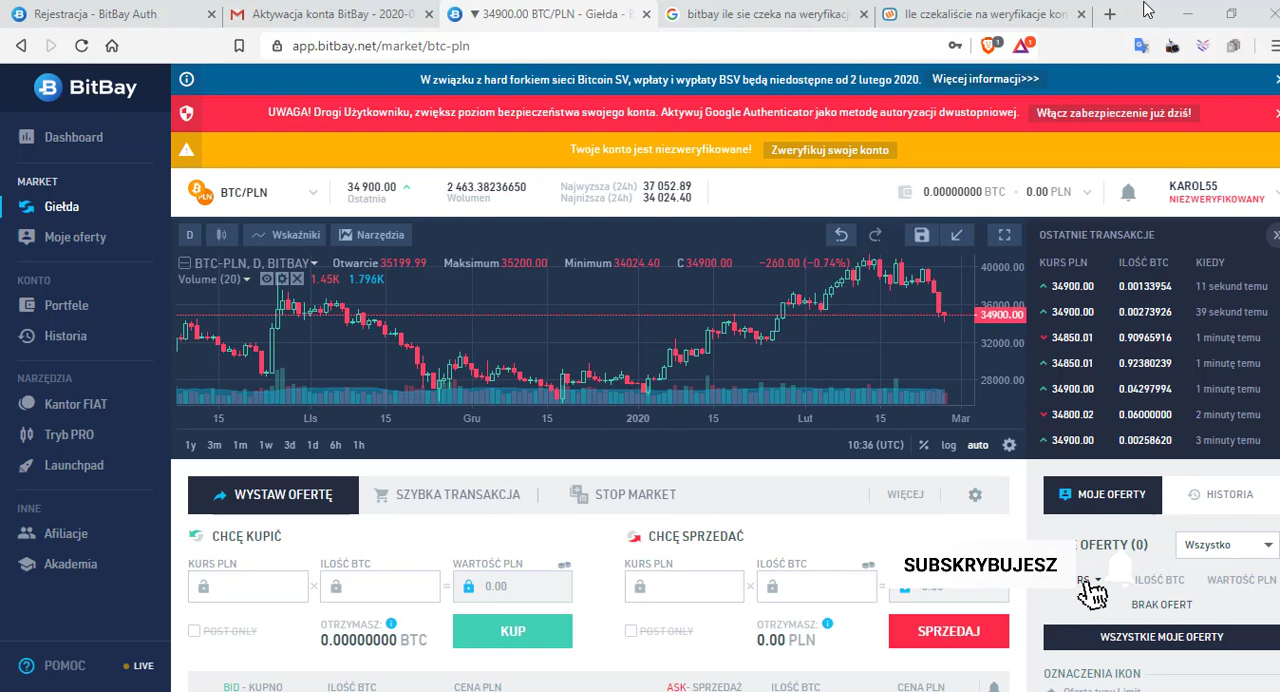 Rejestracja - BitBay Auth
Aktywacja konta BitBay - 2020-0
▼ 34900.00 BTC/PLN - Giełda -
bitbay ile sie czeka na weryfikacj
Ile czekaliście na weryfikacje kon
app.bitbay.net/market/btc-pln
1
1
BitBay
W związku z hard forkiem sieci Bitcoin SV, wpłaty i wypłaty BSV będą niedostępne od 2 lutego 2020. Więcej informacji>>>
UWAGA! Drogi Użytkowniku, zwiększ poziom bezpieczeństwa swojego konta. Aktywuj Google Authenticator jako metodę autoryzacji dwustopniowej. Włącz zabezpieczenie już dziś!
Twoje konto jest niezweryfikowane! Zweryfikuj swoje konto
Dashboard
MARKET
Giełda
Moje oferty
KONTO
Portfele
Historia
NARZĘDZIA
Kantor FIAT
Tryb PRO
Launchpad
INNE
Afiliacje
Akademia
POMOC
LIVE
BTC/PLN
34 900.00
Ostatnia
2 463.38236650
Wolumen
Najwyższa (24h) 37 052.89
Najniższa (24h) 34 024.40
0.00000000 BTC
0.00 PLN
KAROL55
NIEZWERYFIKOWANY
D
Wskaźniki
Narzędzia
BTC-PLN, D, BITBAY
Otwarcie 35199.99 Maksimum 35200.00 Minimum 34024.40 C 34900.00 −260.00 (−0.74%)
Volume (20) 1.45K 1.796K
40000.00
36000.00
34900.00
32000.00
28000.00
15 Lis 15 Gru 15 2020 15 Lut 15 Mar
1y 3m 1m 1w 3d 1d 6h 1h
10:36 (UTC) % log auto
OSTATNIE TRANSAKCJE
KURS PLN ILOŚĆ BTC KIEDY
34900.00 0.00133954 11 sekund temu
34900.00 0.00273926 39 sekund temu
34850.01 0.90965916 1 minutę temu
34850.01 0.92380239 1 minutę temu
34900.00 0.04297994 1 minutę temu
34800.02 0.06000000 2 minuty temu
34900.00 0.00258620 3 minuty temu
WYSTAW OFERTĘ
SZYBKA TRANSAKCJA
STOP MARKET
WIĘCEJ
CHCĘ KUPIĆ
KURS PLN ILOŚĆ BTC WARTOŚĆ PLN
× = 0.00
POST ONLY
OTRZYMASZ:
0.00000000 BTC
KUP
CHCĘ SPRZEDAĆ
KURS PLN ILOŚĆ BTC
× = 0.00
POST ONLY
OTRZYMASZ:
0.00 PLN
SPRZEDAJ
BID - KUPNO ILOŚĆ BTC CENA PLN
ASK- SPRZEDAŻ ILOŚĆ BTC CENA PLN
MOJE OFERTY
HISTORIA
OFERTY (0)
Wszystko
ILOŚĆ BTC WARTOŚĆ PLN
BRAK OFERT
WSZYSTKIE MOJE OFERTY
OZNACZENIA IKON
Oferta typu Limit
SUBSKRYBUJESZ